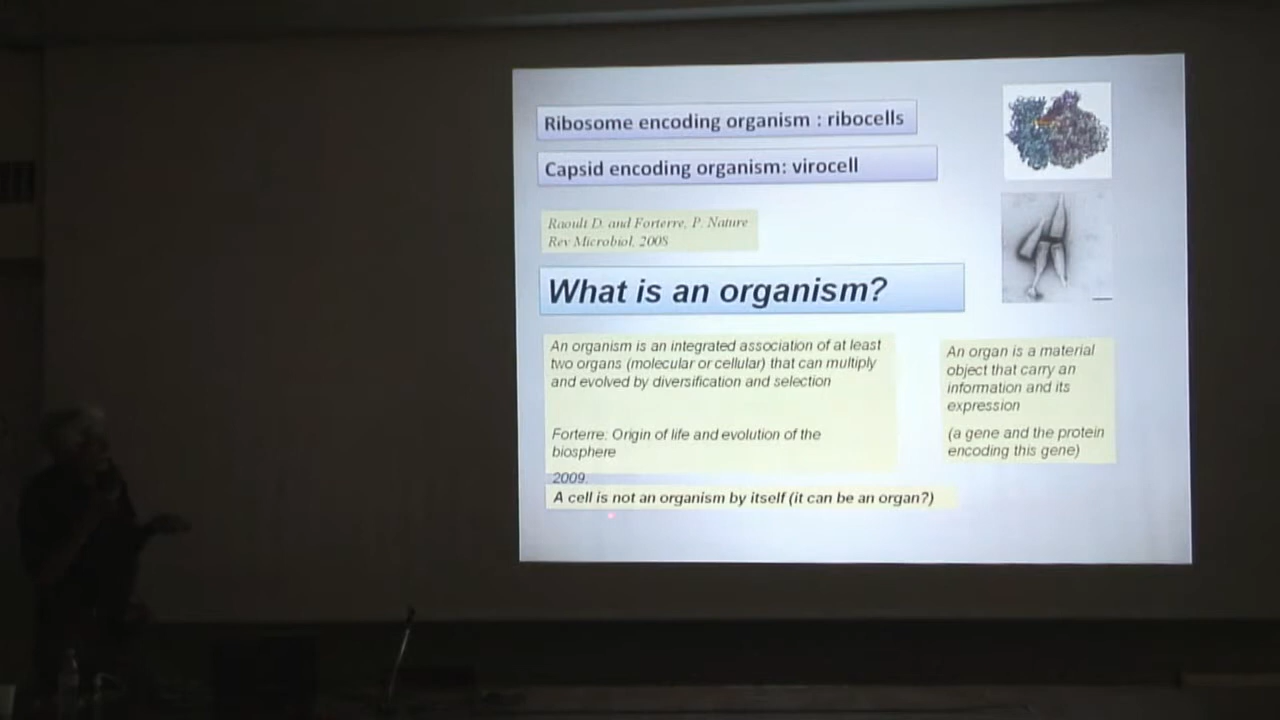 Ribosome encoding organism : ribocells
Capsid encoding organism: virocell
Raoult D. and Forterre, P. Nature
Rev Microbiol, 2008
What is an organism?
An organism is an integrated association of at least
two organs (molecular or cellular) that can multiply
and evolved by diversification and selection
Forterre: Origin of life and evolution of the
biosphere
2009.
An organ is a material
object that carry an
information and its
expression
(a gene and the protein
encoding this gene)
A cell is not an organism by itself (it can be an organ?)